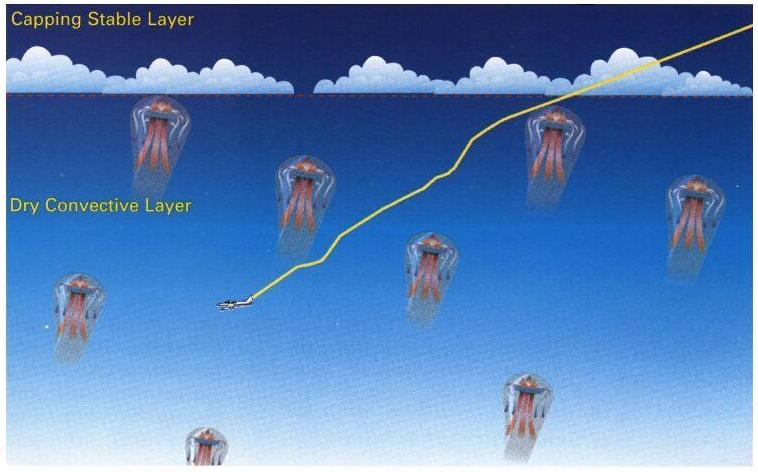 Capping Stable Layer
Dry Convective Layer